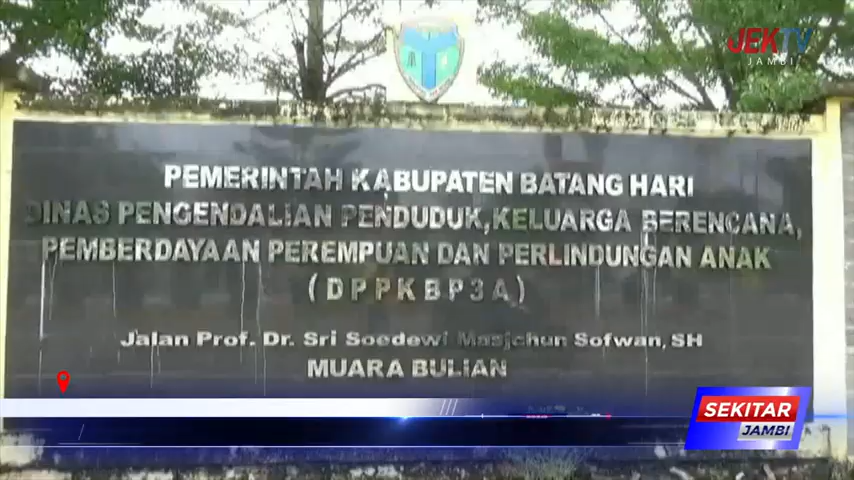 JEKTV
JAMBI
PEMERINTAH KABUPATEN BATANG HARI
DINAS PENGENDALIAN PENDUDUK, KELUARGA BERENCANA,
PEMBERDAYAAN PEREMPUAN DAN PERLINDUNGAN ANAK
(DPPKBP3A)
Jalan Prof. Dr. Sri Soedewi Masjchun Sofwan, SH
MUARA BULIAN
SEKITAR
JAMBI